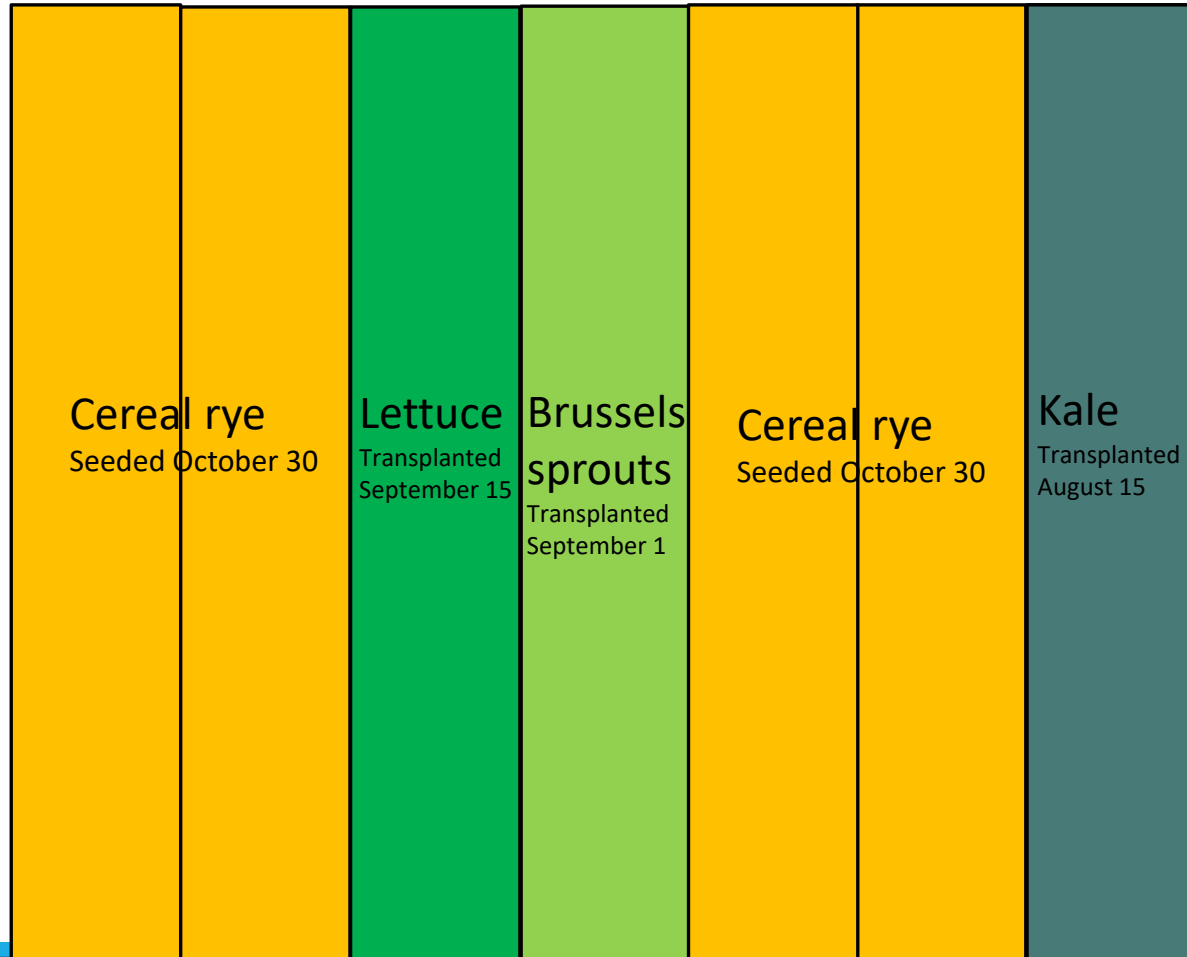 Cereal rye
Seeded October 30
Lettuce
Transplanted
September 15
Brussels
sprouts
Transplanted
September 1
Cereal rye
Seeded October 30
Kale
Transplanted
August 15